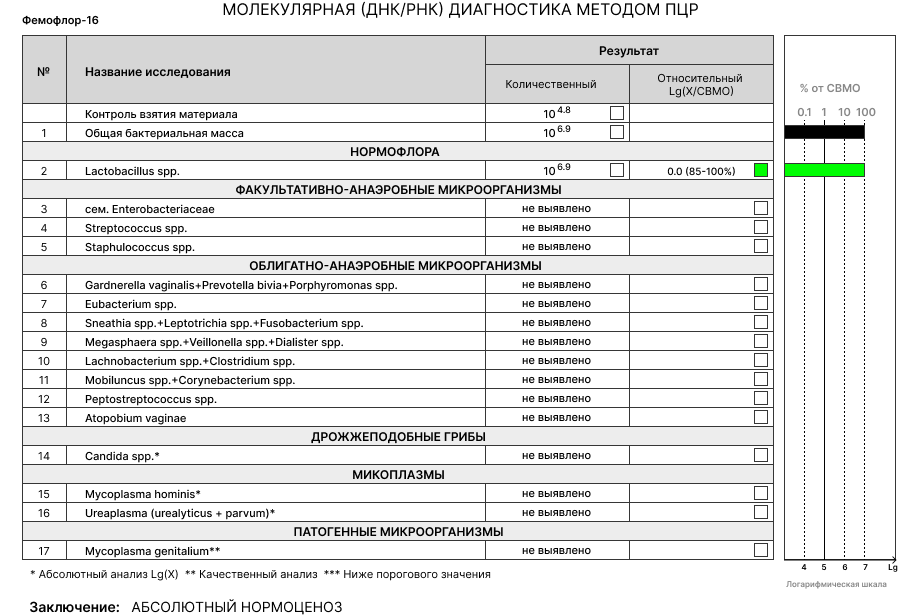 МОЛЕКУЛЯРНАЯ (ДНК/РНК) ДИАГНОСТИКА МЕТОДОМ ПЦР
Фемофлор-16
№ Название исследования Результат
Количественный Относительный Lg(X/СВМО)
Контроль взятия материала 10^4.8
1 Общая бактериальная масса 10^6.9
НОРМОФЛОРА
2 Lactobacillus spp. 10^6.9 0.0 (85-100%)
ФАКУЛЬТАТИВНО-АНАЭРОБНЫЕ МИКРООРГАНИЗМЫ
3 сем. Enterobacteriaceae не выявлено
4 Streptococcus spp. не выявлено
5 Staphulococcus spp. не выявлено
ОБЛИГАТНО-АНАЭРОБНЫЕ МИКРООРГАНИЗМЫ
6 Gardnerella vaginalis+Prevotella bivia+Porphyromonas spp. не выявлено
7 Eubacterium spp. не выявлено
8 Sneathia spp.+Leptotrichia spp.+Fusobacterium spp. не выявлено
9 Megasphaera spp.+Veillonella spp.+Dialister spp. не выявлено
10 Lachnobacterium spp.+Clostridium spp. не выявлено
11 Mobiluncus spp.+Corynebacterium spp. не выявлено
12 Peptostreptococcus spp. не выявлено
13 Atopobium vaginae не выявлено
ДРОЖЖЕПОДОБНЫЕ ГРИБЫ
14 Candida spp.* не выявлено
МИКОПЛАЗМЫ
15 Mycoplasma hominis* не выявлено
16 Ureaplasma (urealyticus + parvum)* не выявлено
ПАТОГЕННЫЕ МИКРООРГАНИЗМЫ
17 Mycoplasma genitalium** не выявлено
* Абсолютный анализ Lg(X) ** Качественный анализ *** Ниже порогового значения
Заключение: АБСОЛЮТНЫЙ НОРМОЦЕНОЗ
% от СВМО
0.1 1 10 100
4 5 6 7 Lg
Логарифмическая шкала